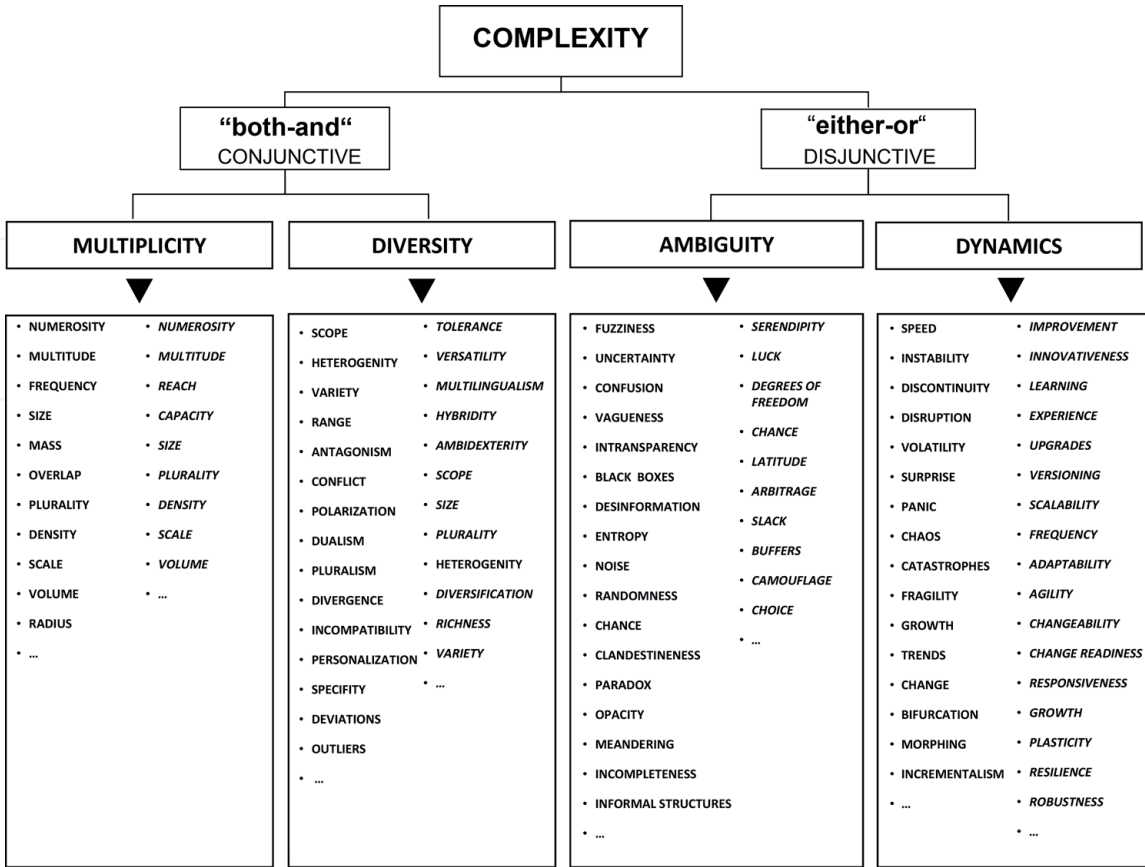 COMPLEXITY
“both-and“
CONJUNCTIVE
“either-or“
DISJUNCTIVE
MULTIPLICITY
DIVERSITY
AMBIGUITY
DYNAMICS
• NUMEROSITY
• MULTITUDE
• FREQUENCY
• SIZE
• MASS
• OVERLAP
• PLURALITY
• DENSITY
• SCALE
• VOLUME
• RADIUS
• ...
• NUMEROSITY
• MULTITUDE
• REACH
• CAPACITY
• SIZE
• PLURALITY
• DENSITY
• SCALE
• VOLUME
• ...
• SCOPE
• HETEROGENITY
• VARIETY
• RANGE
• ANTAGONISM
• CONFLICT
• POLARIZATION
• DUALISM
• PLURALISM
• DIVERGENCE
• INCOMPATIBILITY
• PERSONALIZATION
• SPECIFITY
• DEVIATIONS
• OUTLIERS
• ...
• TOLERANCE
• VERSATILITY
• MULTILINGUALISM
• HYBRIDITY
• AMBIDEXTERITY
• SCOPE
• SIZE
• PLURALITY
• HETEROGENITY
• DIVERSIFICATION
• RICHNESS
• VARIETY
• ...
• FUZZINESS
• UNCERTAINTY
• CONFUSION
• VAGUENESS
• INTRANSPARENCY
• BLACK BOXES
• DESINFORMATION
• ENTROPY
• NOISE
• RANDOMNESS
• CHANCE
• CLANDESTINENESS
• PARADOX
• OPACITY
• MEANDERING
• INCOMPLETENESS
• INFORMAL STRUCTURES
• ...
• SERENDIPITY
• LUCK
• DEGREES OF
FREEDOM
• CHANCE
• LATITUDE
• ARBITRAGE
• SLACK
• BUFFERS
• CAMOUFLAGE
• CHOICE
• ...
• SPEED
• INSTABILITY
• DISCONTINUITY
• DISRUPTION
• VOLATILITY
• SURPRISE
• PANIC
• CHAOS
• CATASTROPHES
• FRAGILITY
• GROWTH
• TRENDS
• CHANGE
• BIFURCATION
• MORPHING
• INCREMENTALISM
• ...
• IMPROVEMENT
• INNOVATIVENESS
• LEARNING
• EXPERIENCE
• UPGRADES
• VERSIONING
• SCALABILITY
• FREQUENCY
• ADAPTABILITY
• AGILITY
• CHANGEABILITY
• CHANGE READINESS
• RESPONSIVENESS
• GROWTH
• PLASTICITY
• RESILIENCE
• ROBUSTNESS
• ...